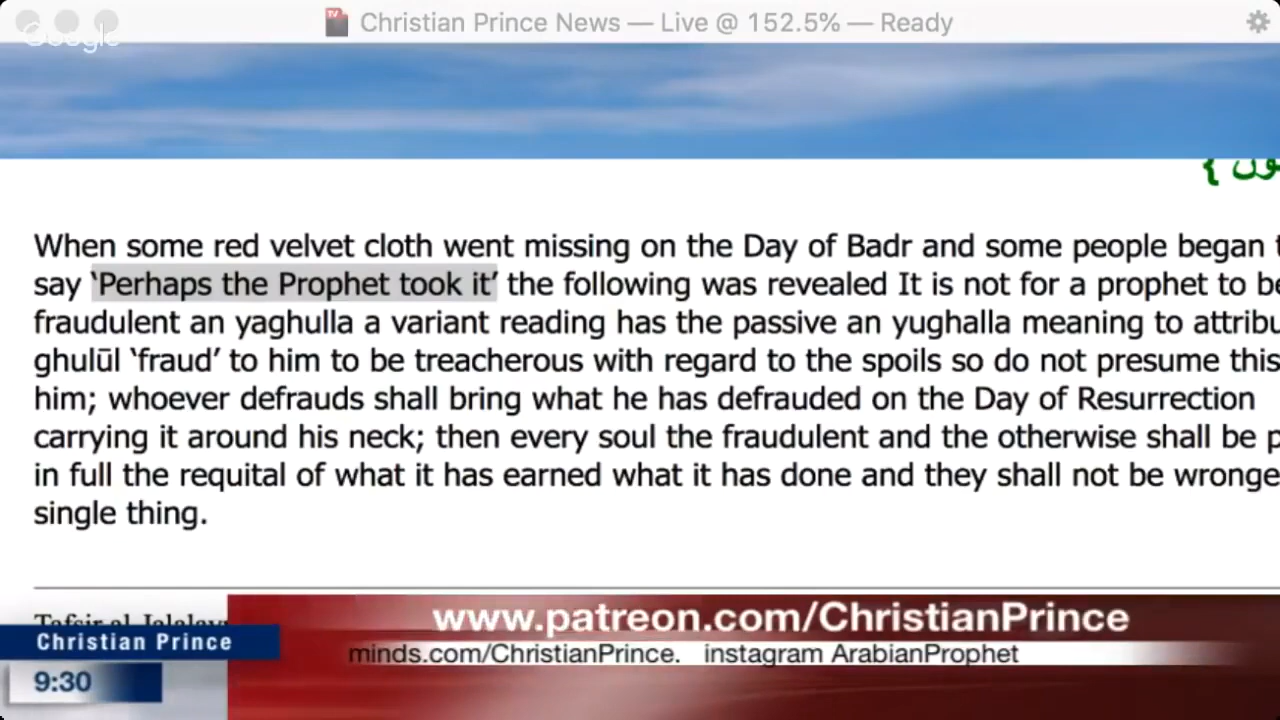 Christian Prince News — Live @ 152.5% — Ready
Google
ون }
When some red velvet cloth went missing on the Day of Badr and some people began
say ‘Perhaps the Prophet took it’ the following was revealed It is not for a prophet to be
fraudulent an yaghulla a variant reading has the passive an yughalla meaning to attribu
ghulūl ‘fraud’ to him to be treacherous with regard to the spoils so do not presume this
him; whoever defrauds shall bring what he has defrauded on the Day of Resurrection
carrying it around his neck; then every soul the fraudulent and the otherwise shall be p
in full the requital of what it has earned what it has done and they shall not be wronge
single thing.
www.patreon.com/ChristianPrince
Christian Prince
minds.com/ChristianPrince. instagram ArabianProphet
9:30